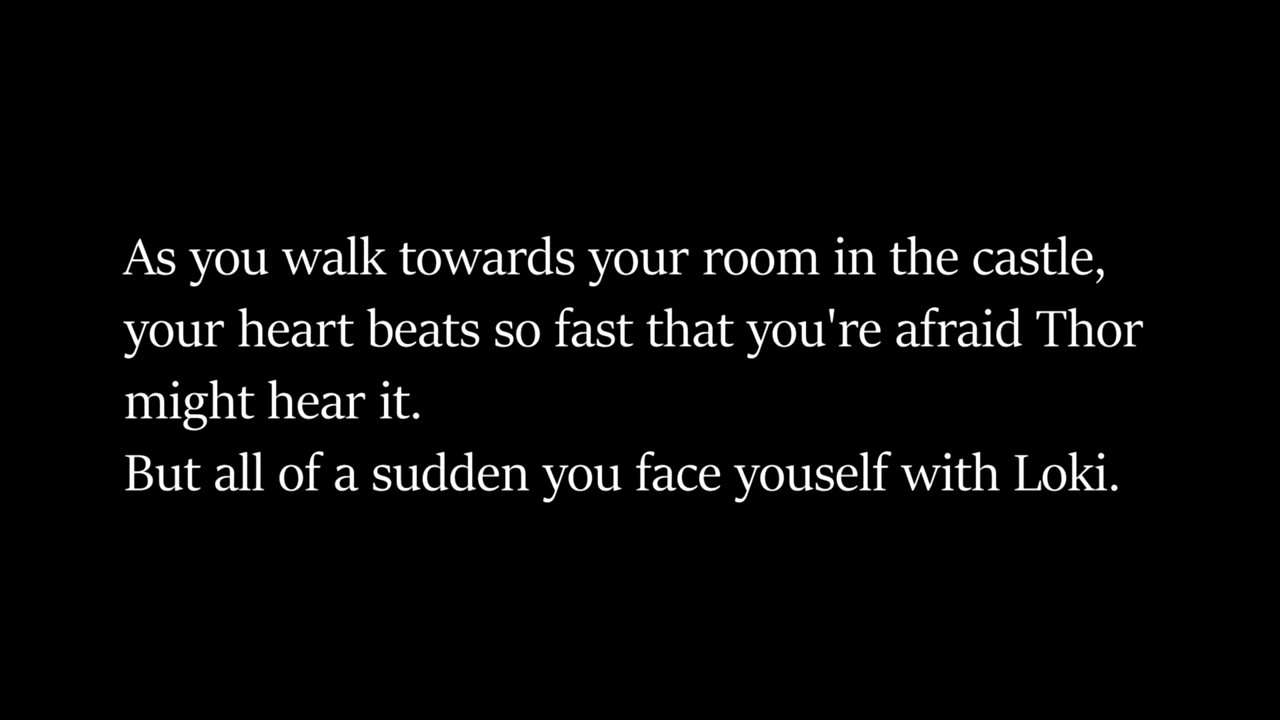 As you walk towards your room in the castle,
your heart beats so fast that you're afraid Thor
might hear it.
But all of a sudden you face youself with Loki.